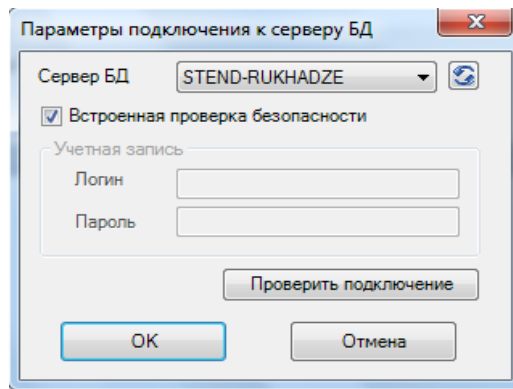 Параметры подключения к серверу БД
Сервер БД STEND-RUKHADZE
Встроенная проверка безопасности
Учетная запись
Логин
Пароль
Проверить подключение
OK Отмена